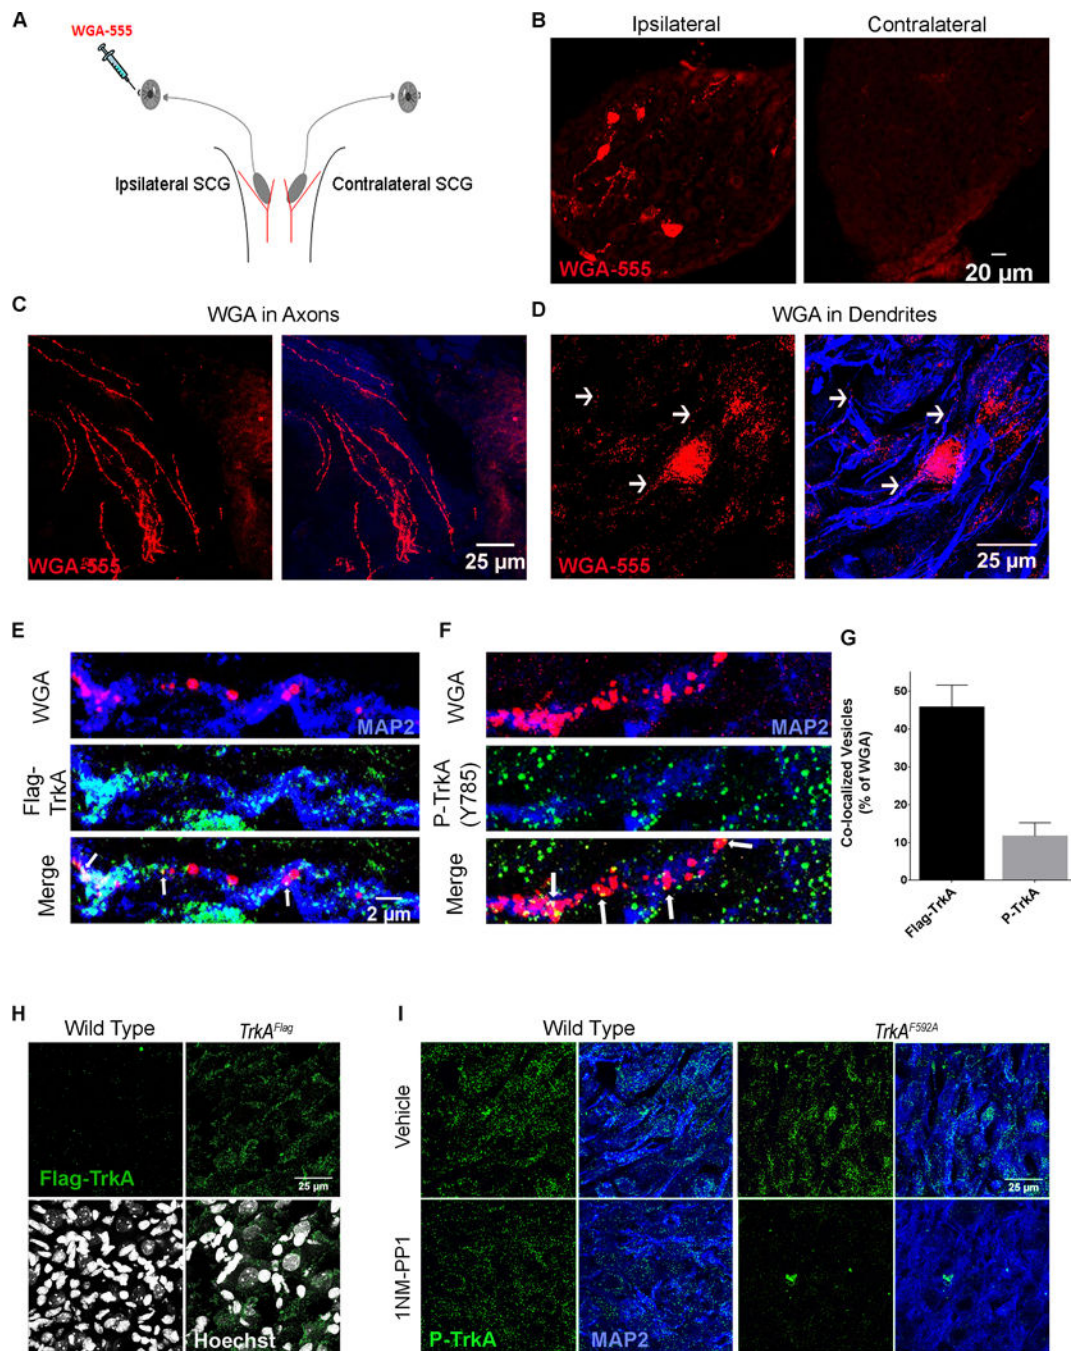 A
WGA-555
Ipsilateral SCG
Contralateral SCG
B
Ipsilateral
Contralateral
WGA-555
20 µm
C
WGA in Axons
WGA-555
25 µm
D
WGA in Dendrites
WGA-555
25 µm
E
WGA
MAP2
Flag-
TrkA
Merge
2 µm
F
WGA
MAP2
P-TrkA
(Y785)
Merge
G
Co-localized Vesicles
(% of WGA)
50
40
30
20
10
0
Flag-TrkA
P-TrkA
H
Wild Type
TrkA^Flag
Flag-TrkA
25 µm
Hoechst
I
Wild Type
TrkA^F592A
Vehicle
25 µm
1NM-PP1
P-TrkA
MAP2